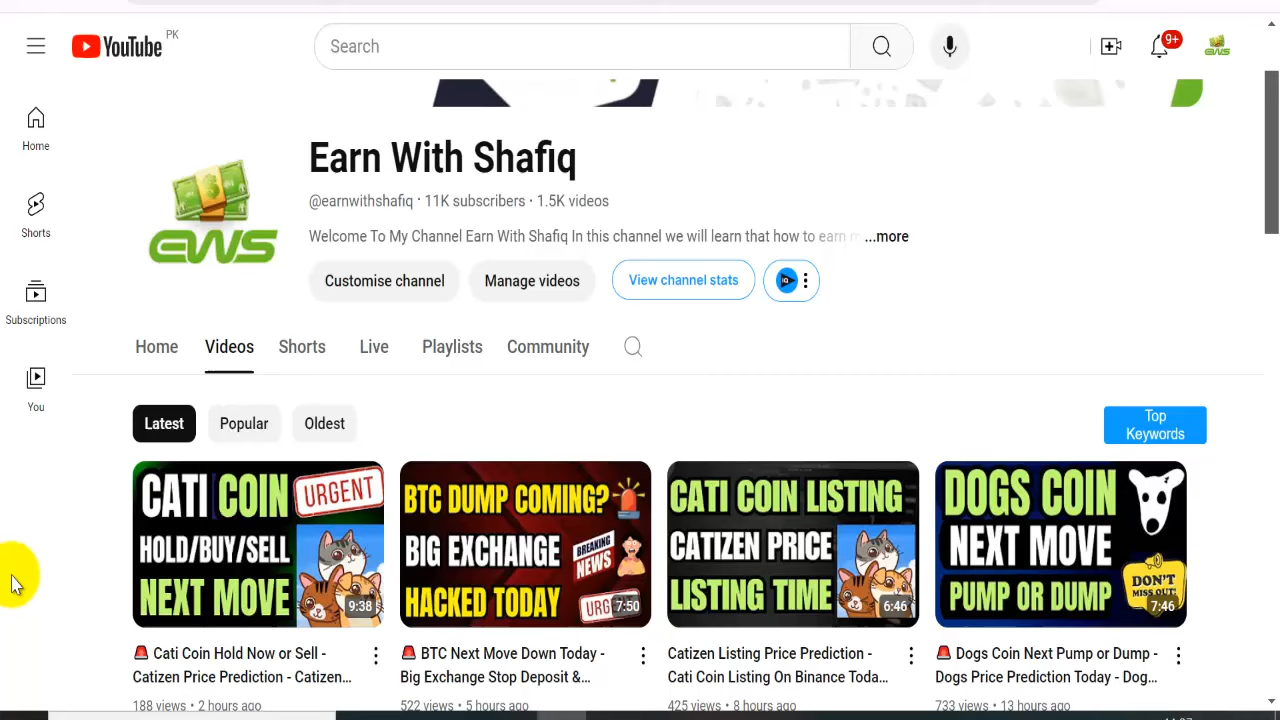 YouTube PK
Search
9+
EWS
Home
Shorts
Subscriptions
You
Earn With Shafiq
@earnwithshafiq · 11K subscribers · 1.5K videos
Welcome To My Channel Earn With Shafiq In this channel we will learn that how to earn ...more
EWS
Customise channel
Manage videos
View channel stats
IQ
Home
Videos
Shorts
Live
Playlists
Community
Latest
Popular
Oldest
Top
Keywords
CATI COIN
URGENT
HOLD/BUY/SELL
NEXT MOVE
9:38
BTC DUMP COMING?
BIG EXCHANGE
BREAKING
NEWS
HACKED TODAY
7:50
CATI COIN LISTING
CATIZEN PRICE
LISTING TIME
6:46
DOGS COIN
NEXT MOVE
PUMP OR DUMP
DON'T
MISS OUT!
7:46
🚨 Cati Coin Hold Now or Sell -
Catizen Price Prediction - Catizen...
188 views · 2 hours ago
🚨 BTC Next Move Down Today -
Big Exchange Stop Deposit &...
522 views · 5 hours ago
Catizen Listing Price Prediction -
Cati Coin Listing On Binance Toda...
425 views · 8 hours ago
🚨 Dogs Coin Next Pump or Dump -
Dogs Price Prediction Today - Dog...
733 views · 13 hours ago